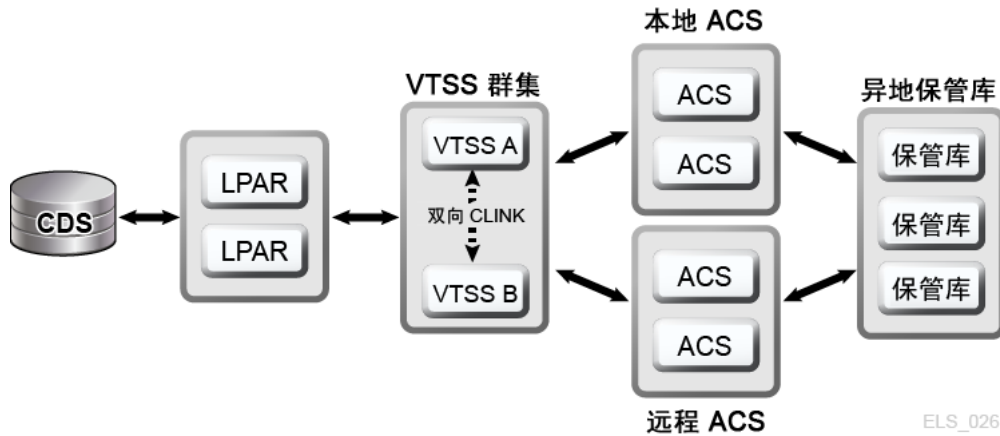 CDS
LPAR
LPAR
VTSS 群集
VTSS A
双向 CLINK
VTSS B
本地 ACS
ACS
ACS
ACS
ACS
远程 ACS
异地保管库
保管库
保管库
保管库
ELS_026